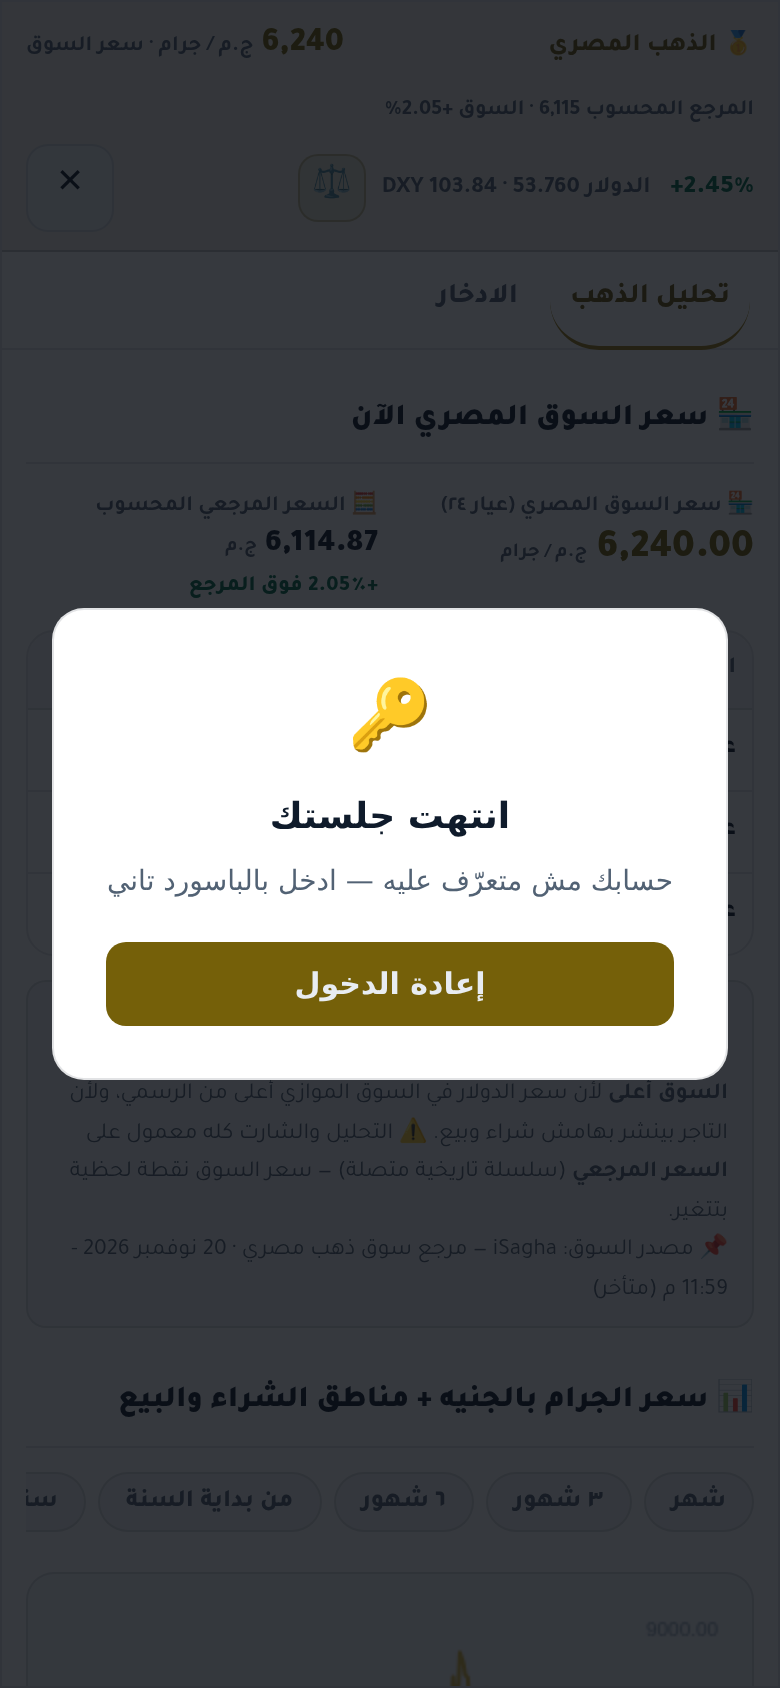 🥇 الذهب المصري
6,240 ج.م / جرام · سعر السوق
المرجع المحسوب 6,115 · السوق +2.05%
+2.45% الدولار 53.760 · DXY 103.84
✕
تحليل الذهب
الادخار
🏪 سعر السوق المصري الآن
🏪 سعر السوق المصري (عيار ٢٤)
6,240.00 ج.م / جرام
🧮 السعر المرجعي المحسوب
6,114.87 ج.م
+2.05٪ فوق المرجع
انتهت جلستك
حسابك مش متعرّف عليه — ادخل بالباسورد تاني
إعادة الدخول
السوق أعلى لأن سعر الدولار في السوق الموازي أعلى من الرسمي، ولأن
التاجر بينشر بهامش شراء وبيع. ⚠️ التحليل والشارت كله معمول على
السعر المرجعي (سلسلة تاريخية متصلة) — سعر السوق نقطة لحظية
بتتغير.
📌 مصدر السوق: iSagha — مرجع سوق ذهب مصري · 20 نوفمبر 2026 -
11:59 م (متأخر)
📊 سعر الجرام بالجنيه + مناطق الشراء والبيع
شهر
٣ شهور
٦ شهور
من بداية السنة
9000.00